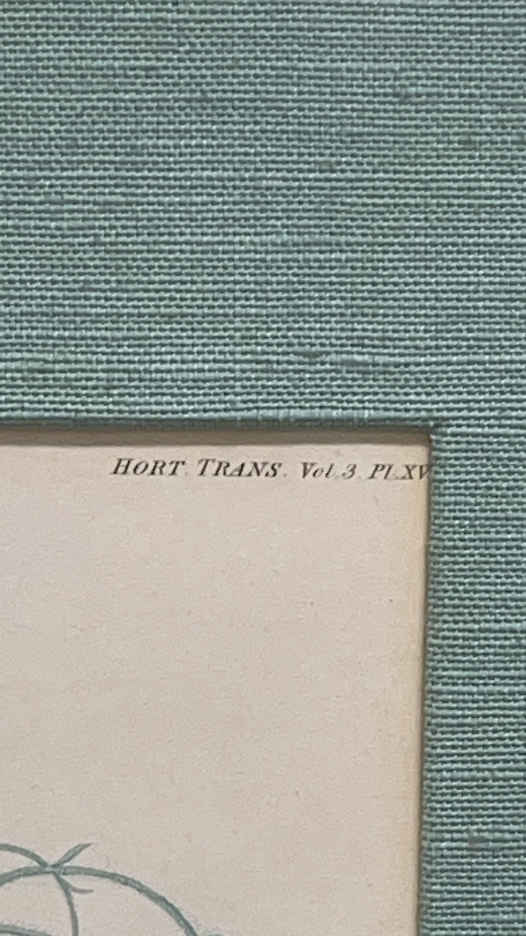 HORT. TRANS. Vol. 3. Pl. XV